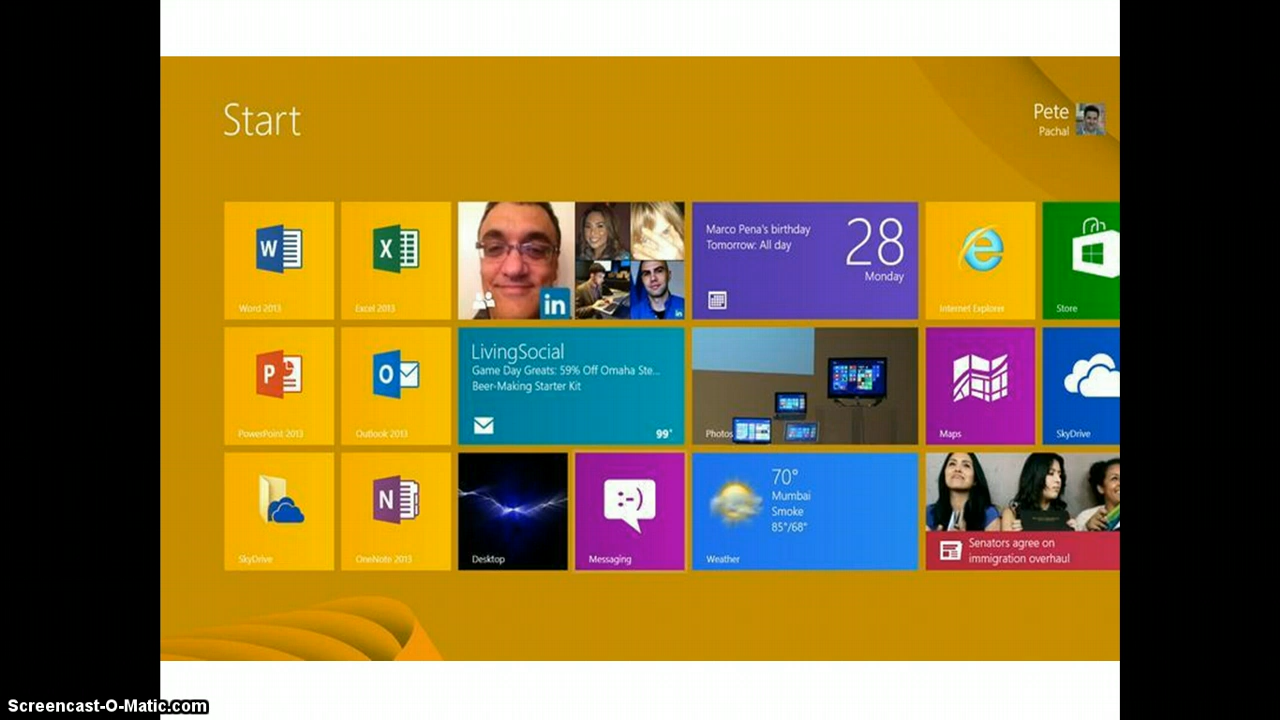 Start
Pete
Pachal
Word 2013
Excel 2013
in
in
Marco Pena's birthday
Tomorrow: All day
28
Monday
Internet Explorer
Store
PowerPoint 2013
Outlook 2013
LivingSocial
Game Day Greats: 59% Off Omaha Ste...
Beer-Making Starter Kit
99+
Photos
Maps
SkyDrive
SkyDrive
OneNote 2013
Desktop
Messaging
70°
Mumbai
Smoke
85°/68°
Weather
Senators agree on
immigration overhaul
W
X
P
O
N
Screencast-O-Matic.com